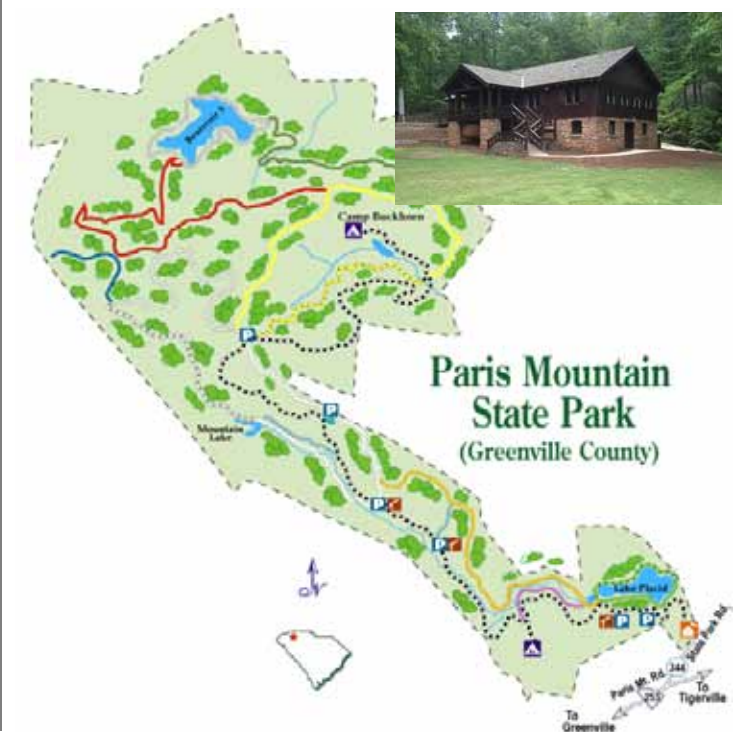 Reservoir 3
Camp Buckhorn
Paris Mountain
State Park
(Greenville County)
Mountain
Lake
P
P
P
P
Lake Placid
P
P
State Park Rd.
344
Paris Mt. Rd.
253
To
Tigerville
To
Greenville